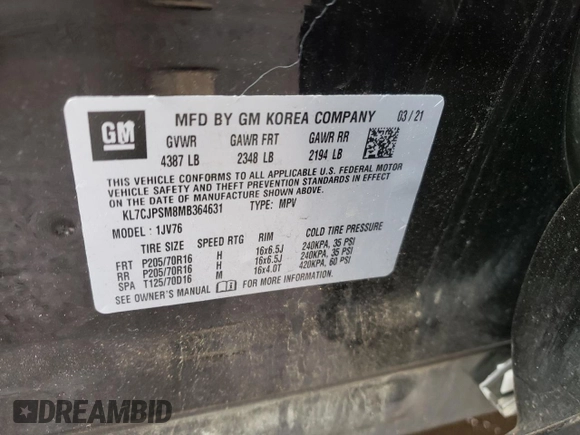 GM
MFD BY GM KOREA COMPANY 03/21
GVWR GAWR FRT GAWR RR
4387 LB 2348 LB 2194 LB
THIS VEHICLE CONFORMS TO ALL APPLICABLE U.S. FEDERAL MOTOR
VEHICLE SAFETY AND THEFT PREVENTION STANDARDS IN EFFECT
ON THE DATE OF MANUFACTURE SHOWN ABOVE.
KL7CJPSM8MB364631 TYPE: MPV
MODEL: 1JV76
TIRE SIZE SPEED RTG RIM COLD TIRE PRESSURE
FRT P205/70R16 H 16x6.5J 240KPA, 35 PSI
RR P205/70R16 H 16x6.5J 240KPA, 35 PSI
SPA T125/70D16 M 16x4.0T 420KPA, 60 PSI
SEE OWNER'S MANUAL FOR MORE INFORMATION
DREAMBID